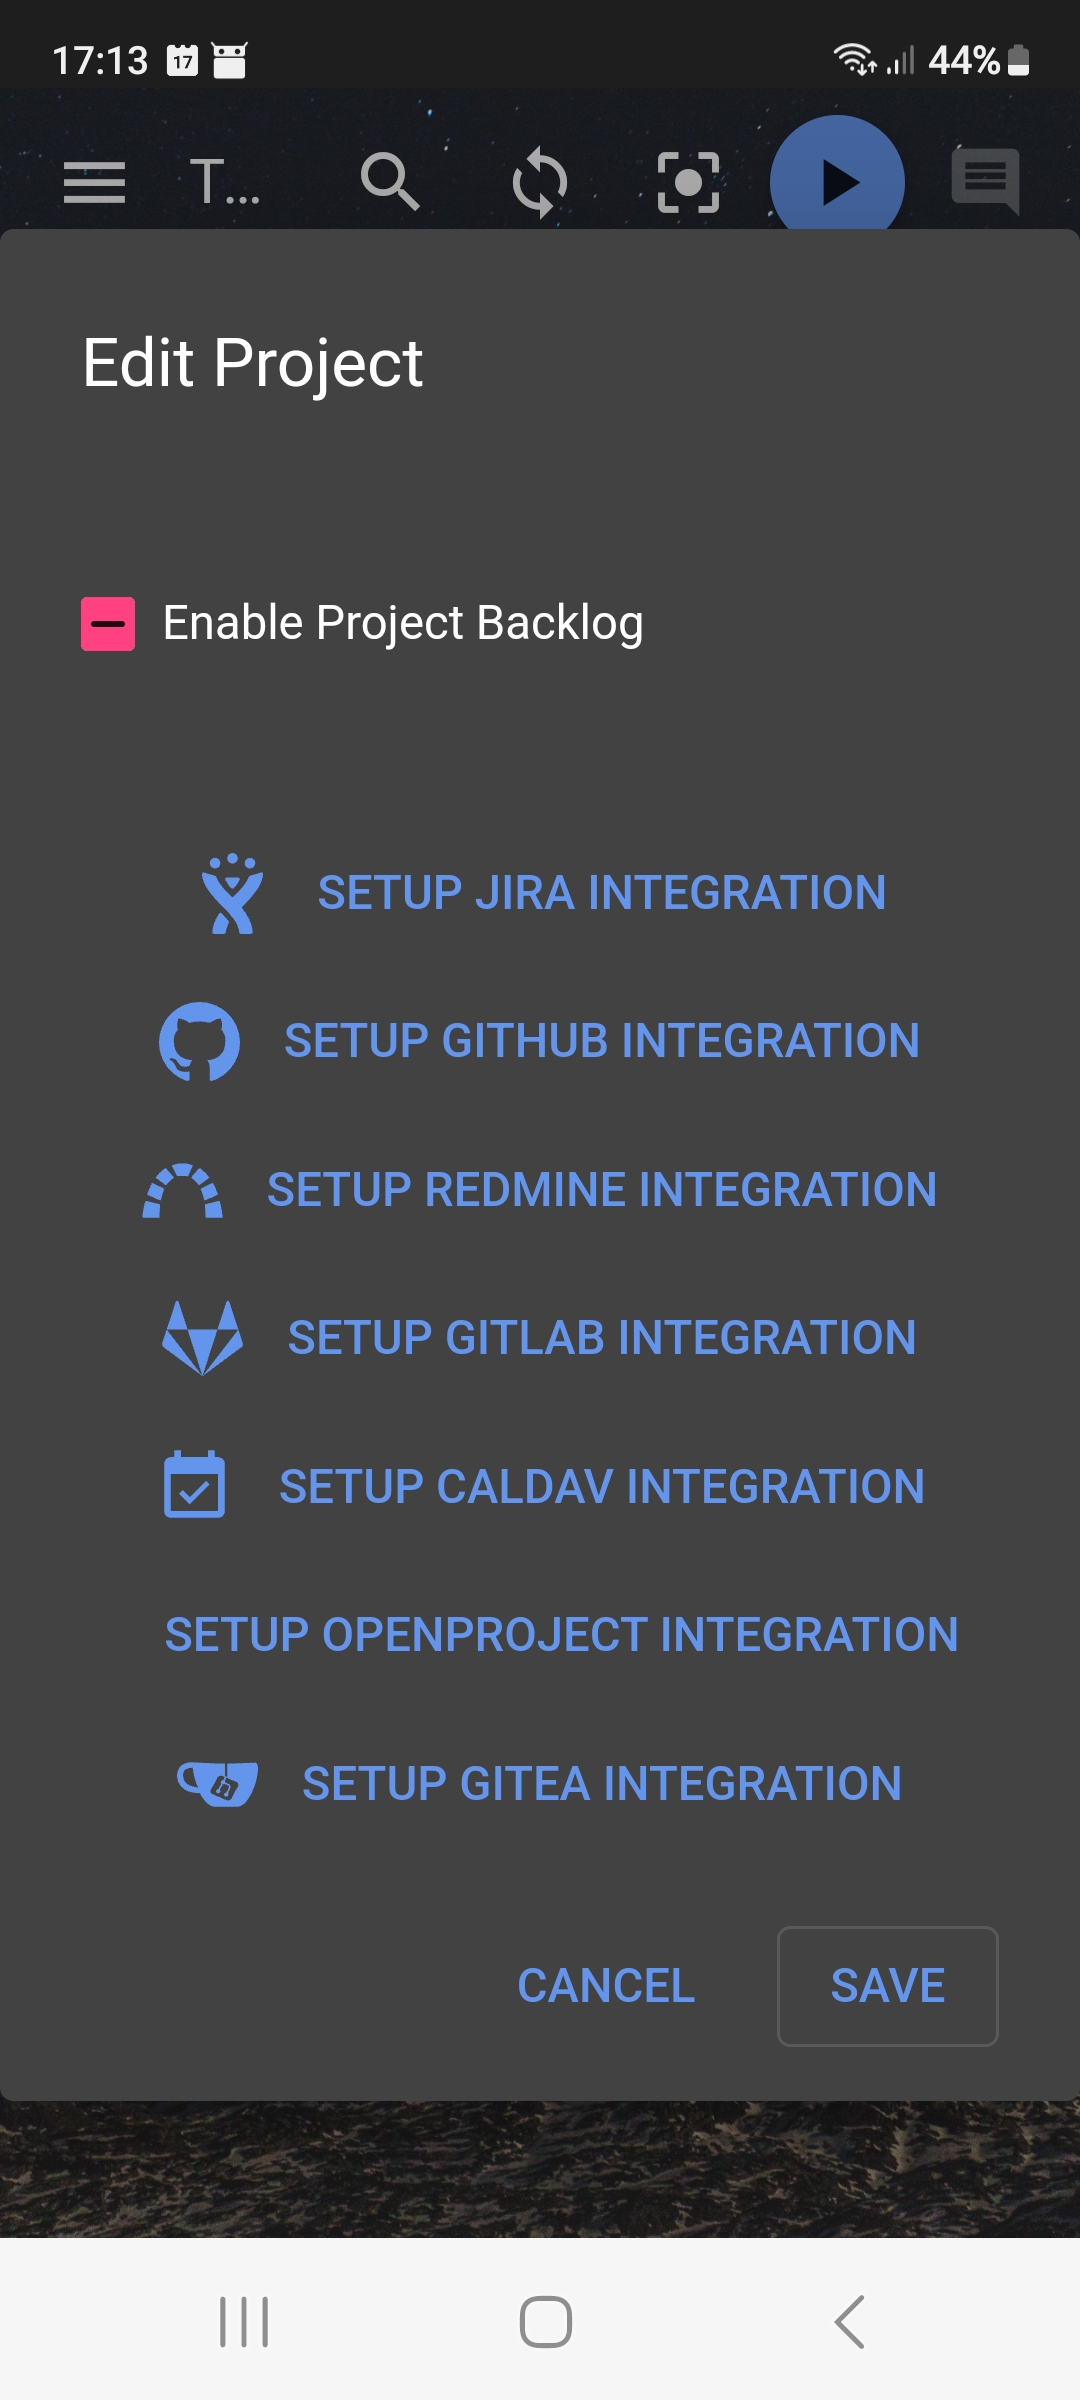 17:13 17 44%
T...
Edit Project
Enable Project Backlog
SETUP JIRA INTEGRATION
SETUP GITHUB INTEGRATION
SETUP REDMINE INTEGRATION
SETUP GITLAB INTEGRATION
SETUP CALDAV INTEGRATION
SETUP OPENPROJECT INTEGRATION
SETUP GITEA INTEGRATION
CANCEL SAVE